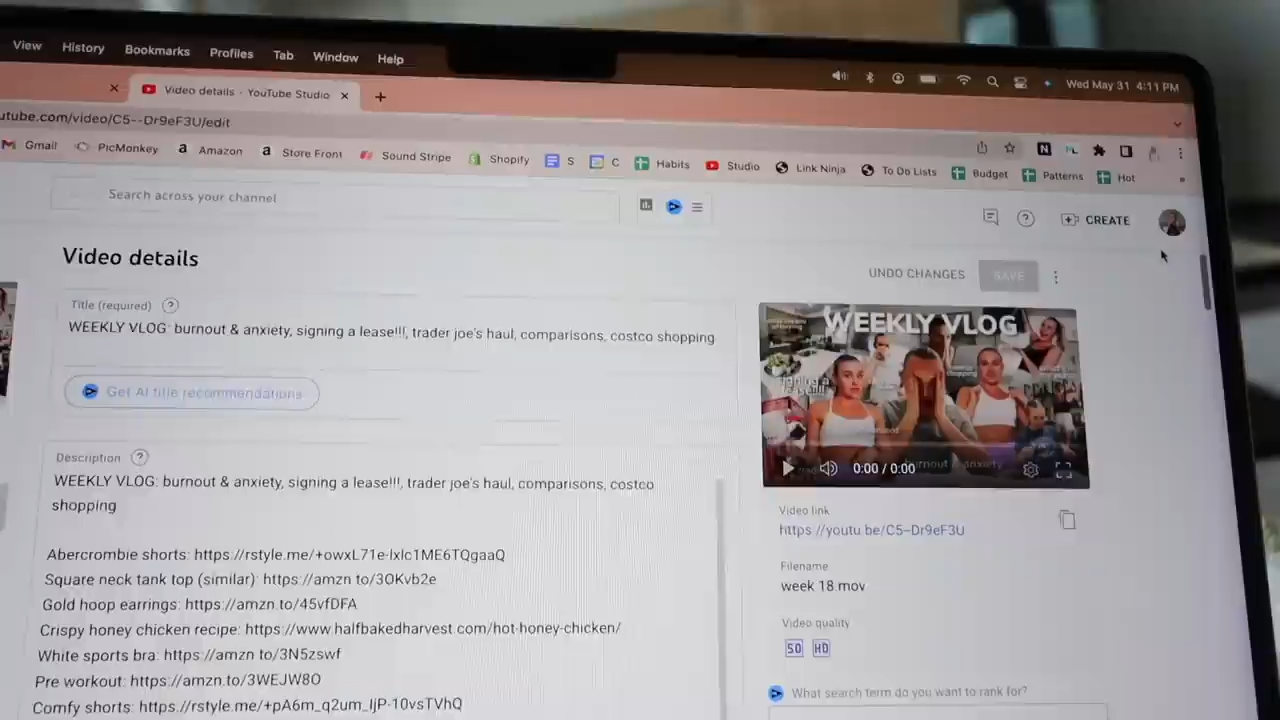 View History Bookmarks Profiles Tab Window Help
Wed May 31 4:11 PM
Video details - YouTube Studio
utube.com/video/C5--Dr9eF3U/edit
Gmail PicMonkey Amazon Store Front Sound Stripe Shopify S C Habits Studio Link Ninja To Do Lists Budget Patterns Hot
Search across your channel
CREATE
Video details
UNDO CHANGES SAVE
Title (required)
WEEKLY VLOG: burnout & anxiety, signing a lease!!!, trader joe's haul, comparisons, costco shopping
Get AI title recommendations
Description
WEEKLY VLOG: burnout & anxiety, signing a lease!!!, trader joe's haul, comparisons, costco
shopping
Abercrombie shorts: https://rstyle.me/+owxL71e-lxlc1ME6TQgaaQ
Square neck tank top (similar): https://amzn.to/3OKvb2e
Gold hoop earrings: https://amzn.to/45vfDFA
Crispy honey chicken recipe: https://www.halfbakedharvest.com/hot-honey-chicken/
White sports bra: https://amzn.to/3N5zswf
Pre workout: https://amzn.to/3WEJW8O
Comfy shorts: https://rstyle.me/+pA6m_q2um_IjP-10vsTVhQ
WEEKLY VLOG
signing a
lease!!!
burnout & anxiety
0:00 / 0:00
Video link
https://youtu.be/C5--Dr9eF3U
Filename
week 18.mov
Video quality
SD HD
What search term do you want to rank for?